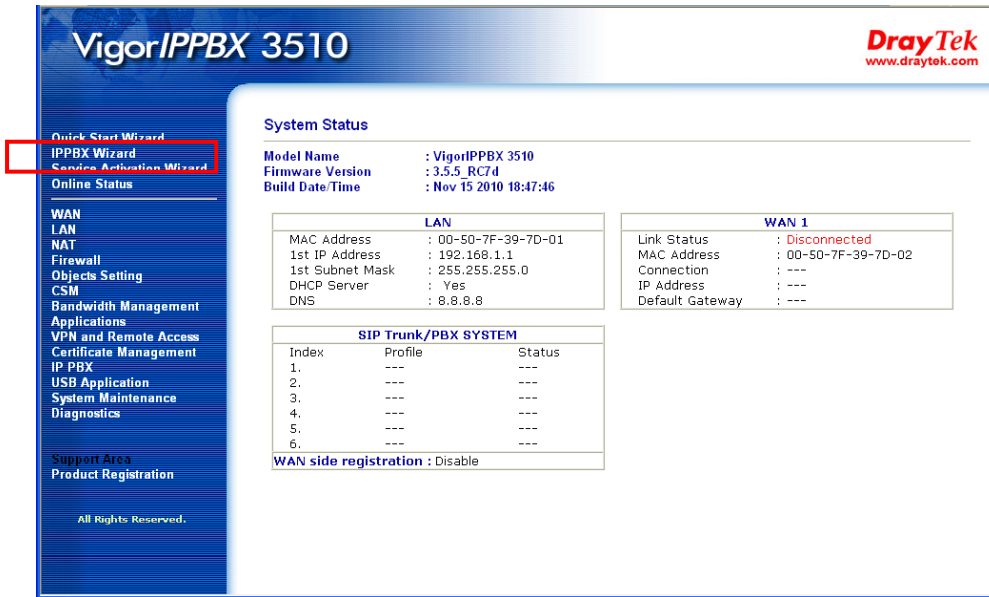 VigorIPPBX 3510
DrayTek
www.draytek.com
Quick Start Wizard
IPPBX Wizard
Service Activation Wizard
Online Status
WAN
LAN
NAT
Firewall
Objects Setting
CSM
Bandwidth Management
Applications
VPN and Remote Access
Certificate Management
IP PBX
USB Application
System Maintenance
Diagnostics
Support Area
Product Registration
All Rights Reserved.
System Status
Model Name : VigorIPPBX 3510
Firmware Version : 3.5.5_RC7d
Build Date/Time : Nov 15 2010 18:47:46
LAN
MAC Address : 00-50-7F-39-7D-01
1st IP Address : 192.168.1.1
1st Subnet Mask : 255.255.255.0
DHCP Server : Yes
DNS : 8.8.8.8
WAN 1
Link Status : Disconnected
MAC Address : 00-50-7F-39-7D-02
Connection : ---
IP Address : ---
Default Gateway : ---
SIP Trunk/PBX SYSTEM
Index Profile Status
1. --- ---
2. --- ---
3. --- ---
4. --- ---
5. --- ---
6. --- ---
WAN side registration : Disable